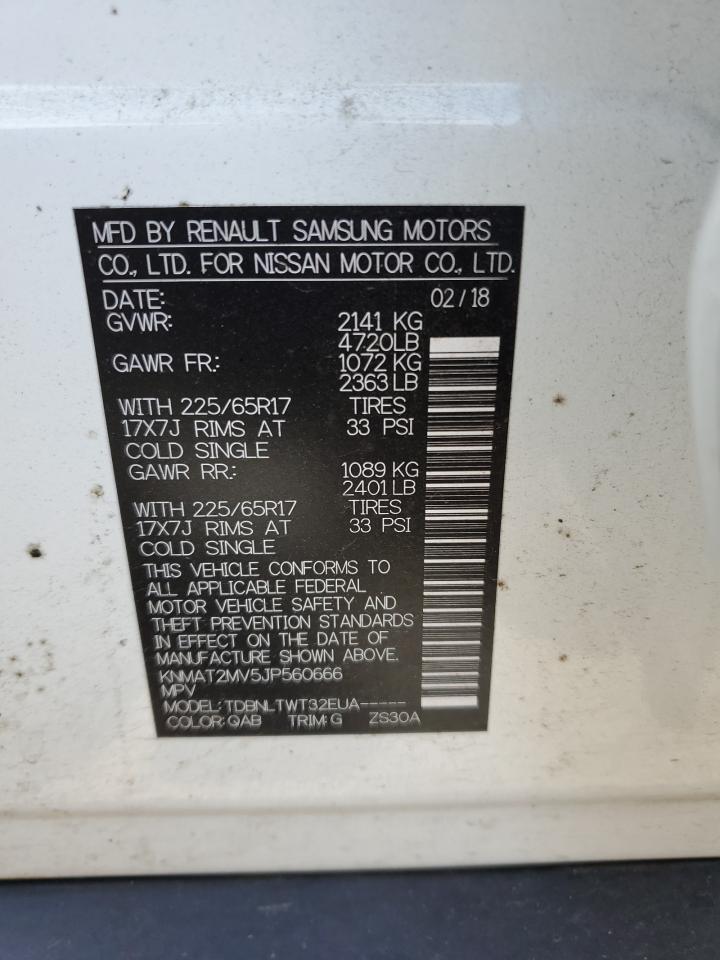 MFD BY RENAULT SAMSUNG MOTORS
CO., LTD. FOR NISSAN MOTOR CO., LTD.
DATE: 02/18
GVWR: 2141 KG
4720LB
GAWR FR.: 1072 KG
2363 LB
WITH 225/65R17 TIRES
17X7J RIMS AT 33 PSI
COLD SINGLE
GAWR RR.: 1089 KG
2401 LB
WITH 225/65R17 TIRES
17X7J RIMS AT 33 PSI
COLD SINGLE
THIS VEHICLE CONFORMS TO
ALL APPLICABLE FEDERAL
MOTOR VEHICLE SAFETY AND
THEFT PREVENTION STANDARDS
IN EFFECT ON THE DATE OF
MANUFACTURE SHOWN ABOVE.
KNMAT2MV5JP560666
MPV
MODEL: TDBNLTWT32EUA-----
COLOR: QAB TRIM: G ZS30A